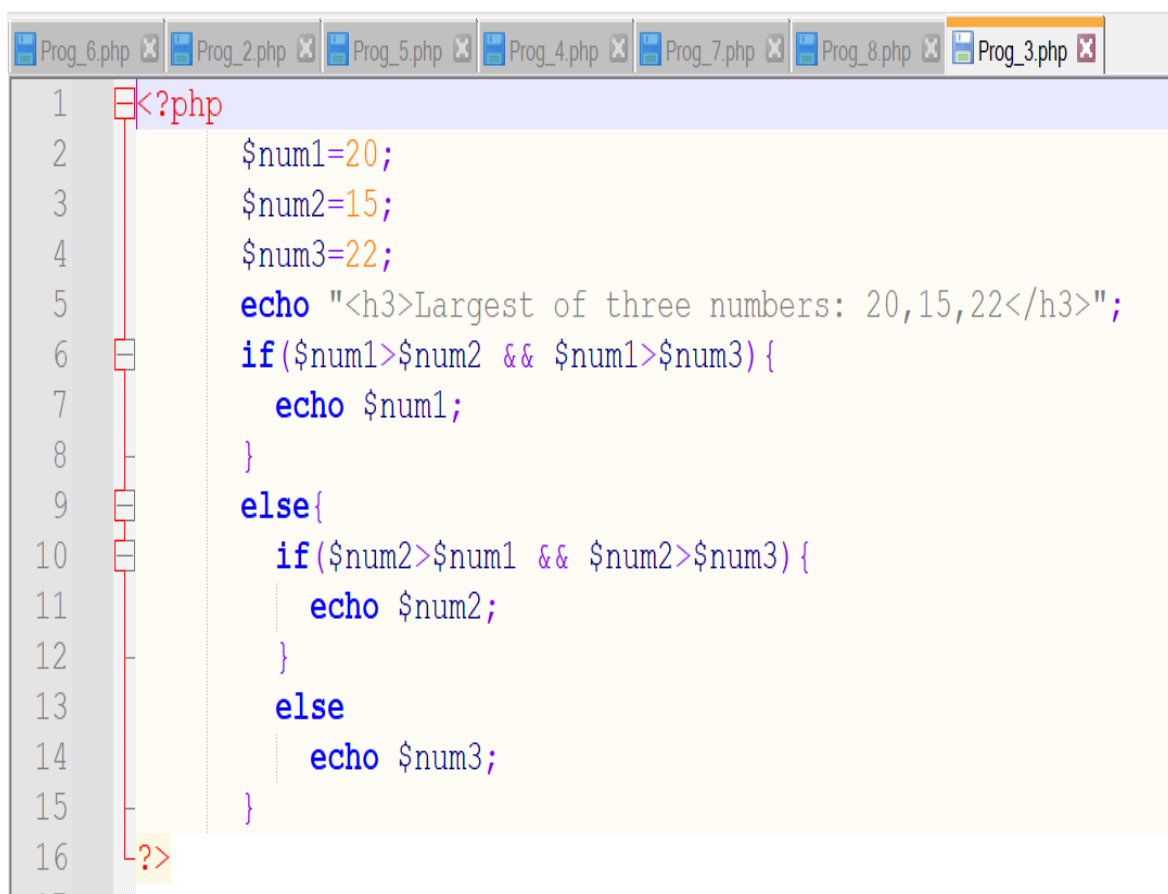 Prog_6.php Prog_2.php Prog_5.php Prog_4.php Prog_7.php Prog_8.php Prog_3.php
1 <?php
2 $num1=20;
3 $num2=15;
4 $num3=22;
5 echo "<h3>Largest of three numbers: 20,15,22</h3>";
6 if($num1>$num2 && $num1>$num3){
7 echo $num1;
8 }
9 else{
10 if($num2>$num1 && $num2>$num3){
11 echo $num2;
12 }
13 else
14 echo $num3;
15 }
16 ?>